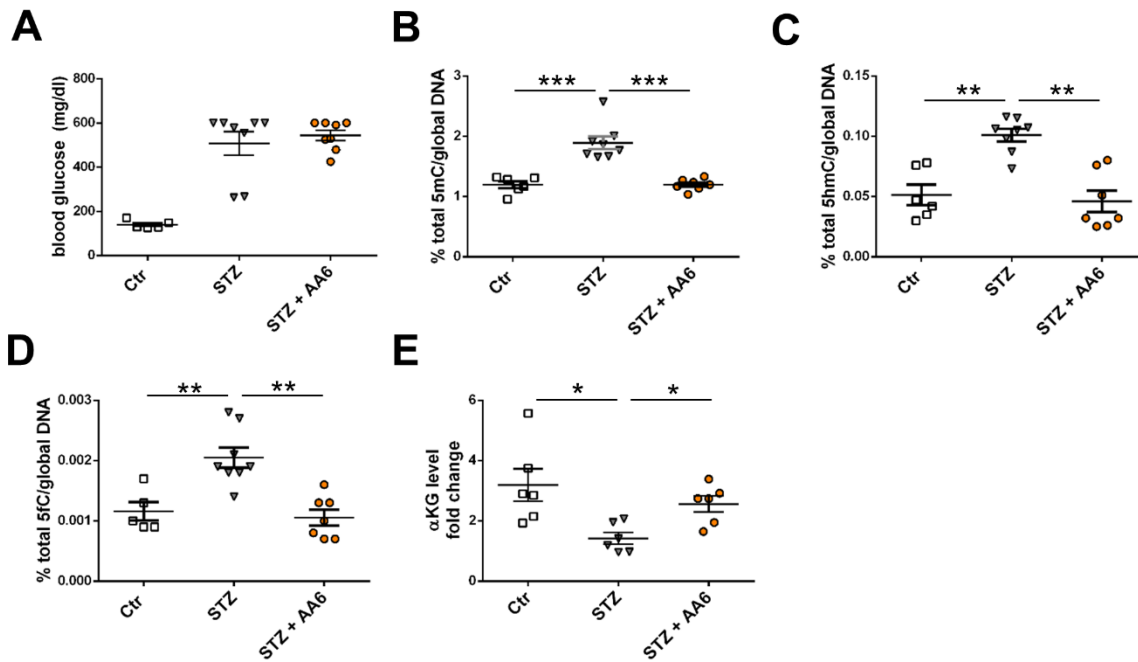 A
blood glucose (mg/dl)
800
600
400
200
0
Ctr
STZ
STZ + AA6
B
% total 5mC/global DNA
3
2
1
0
***
***
Ctr
STZ
STZ + AA6
C
% total 5hmC/global DNA
0.15
0.10
0.05
0.00
**
**
Ctr
STZ
STZ + AA6
D
% total 5fC/global DNA
0.003
0.002
0.001
0.000
**
**
Ctr
STZ
STZ + AA6
E
αKG level
fold change
6
4
2
0
*
*
Ctr
STZ
STZ + AA6